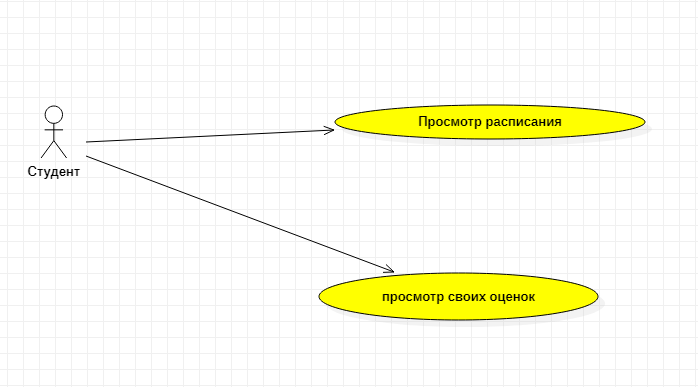 Просмотр расписания
Студент
просмотр своих оценок